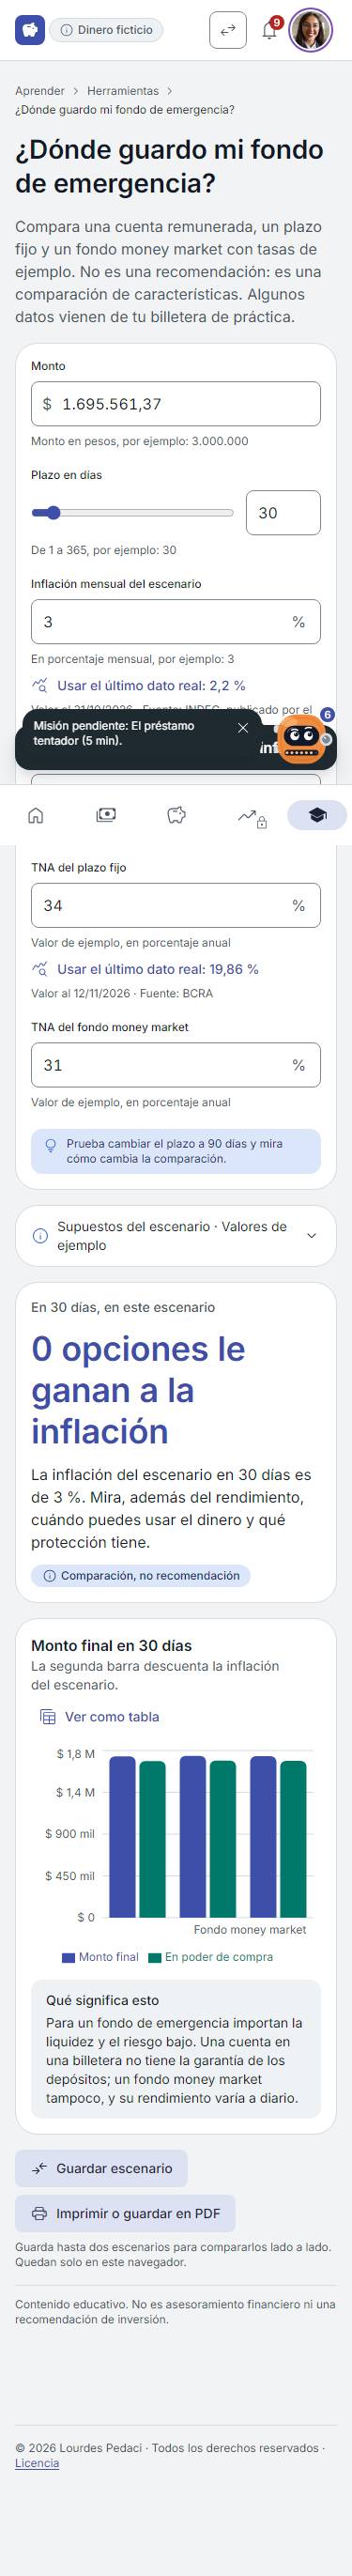 Dinero ficticio
9
Aprender > Herramientas >
¿Dónde guardo mi fondo de emergencia?
¿Dónde guardo mi fondo
de emergencia?
Compara una cuenta remunerada, un plazo
fijo y un fondo money market con tasas de
ejemplo. No es una recomendación: es una
comparación de características. Algunos
datos vienen de tu billetera de práctica.
Monto
$ 1.695.561,37
Monto en pesos, por ejemplo: 3.000.000
Plazo en días
30
De 1 a 365, por ejemplo: 30
Inflación mensual del escenario
3 %
En porcentaje mensual, por ejemplo: 3
Usar el último dato real: 2,2 %
Valor al 31/10/2026 · Fuente: INDEC, publicado por el
Misión pendiente: El préstamo
tentador (5 min).
6
TNA del plazo fijo
34 %
Valor de ejemplo, en porcentaje anual
Usar el último dato real: 19,86 %
Valor al 12/11/2026 · Fuente: BCRA
TNA del fondo money market
31 %
Valor de ejemplo, en porcentaje anual
Prueba cambiar el plazo a 90 días y mira
cómo cambia la comparación.
Supuestos del escenario · Valores de
ejemplo
En 30 días, en este escenario
0 opciones le
ganan a la
inflación
La inflación del escenario en 30 días es
de 3 %. Mira, además del rendimiento,
cuándo puedes usar el dinero y qué
protección tiene.
Comparación, no recomendación
Monto final en 30 días
La segunda barra descuenta la inflación
del escenario.
Ver como tabla
$ 1,8 M
$ 1,4 M
$ 900 mil
$ 450 mil
$ 0
Fondo money market
Monto final En poder de compra
Qué significa esto
Para un fondo de emergencia importan la
liquidez y el riesgo bajo. Una cuenta en
una billetera no tiene la garantía de los
depósitos; un fondo money market
tampoco, y su rendimiento varía a diario.
Guardar escenario
Imprimir o guardar en PDF
Guarda hasta dos escenarios para compararlos lado a lado.
Quedan solo en este navegador.
Contenido educativo. No es asesoramiento financiero ni una
recomendación de inversión.
© 2026 Lourdes Pedaci · Todos los derechos reservados ·
Licencia